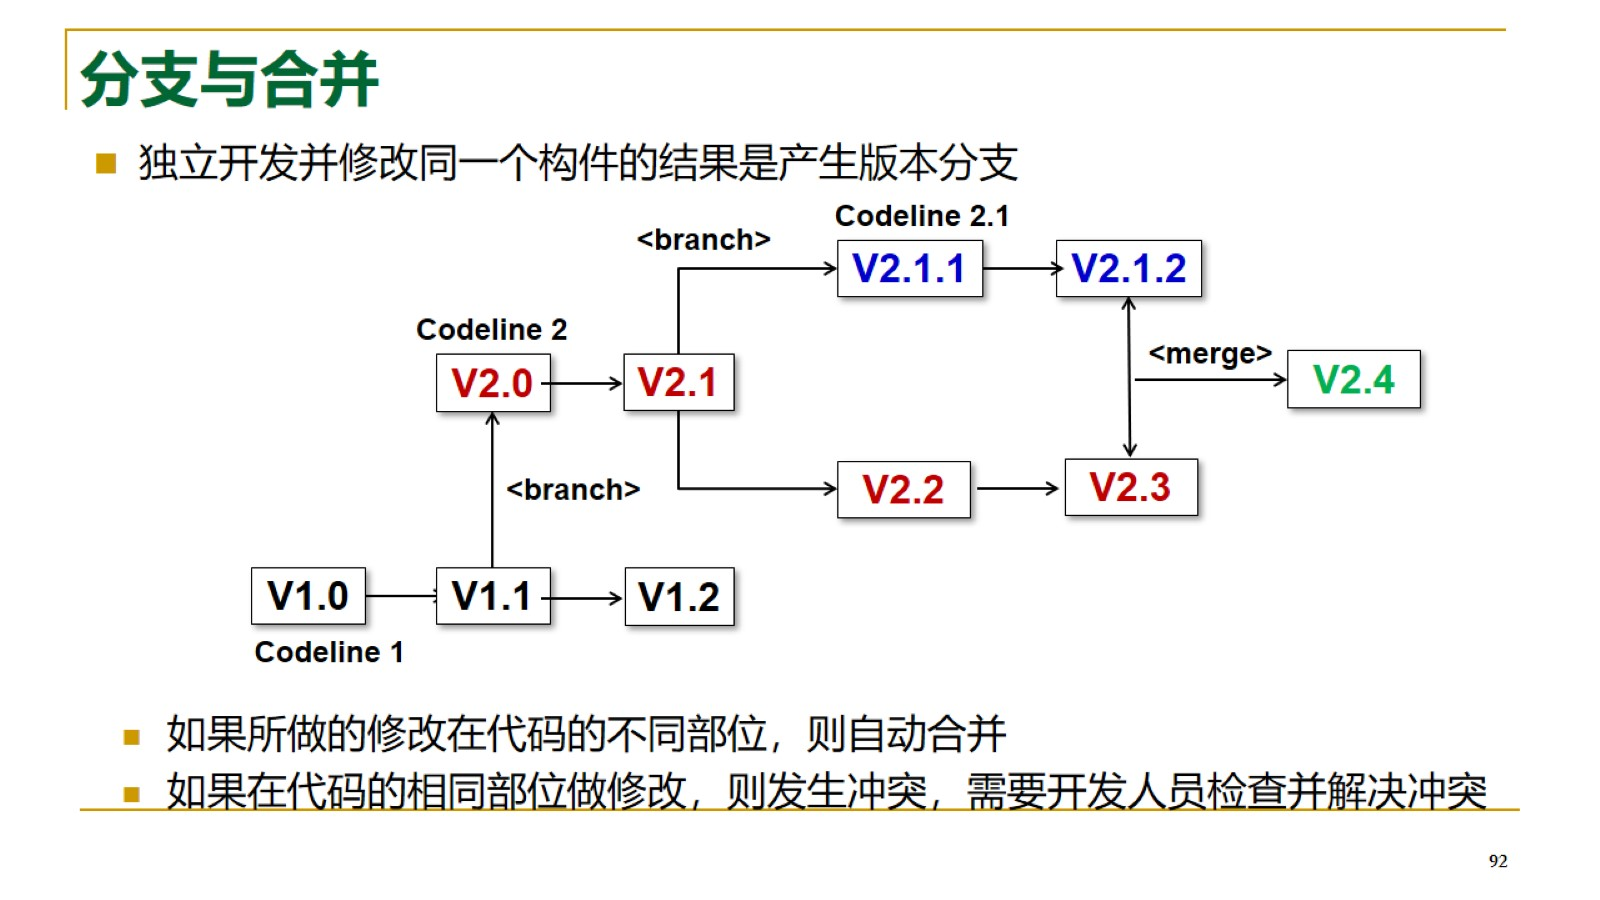 分支与合并
独立开发并修改同一个构件的结果是产生版本分支
Codeline 2.1
<branch>
V2.1.1
V2.1.2
Codeline 2
<merge>
V2.0
V2.1
V2.4
<branch>
V2.2
V2.3
V1.0
V1.1
V1.2
Codeline 1
如果所做的修改在代码的不同部位，则自动合并
如果在代码的相同部位做修改，则发生冲突，需要开发人员检查并解决冲突
92